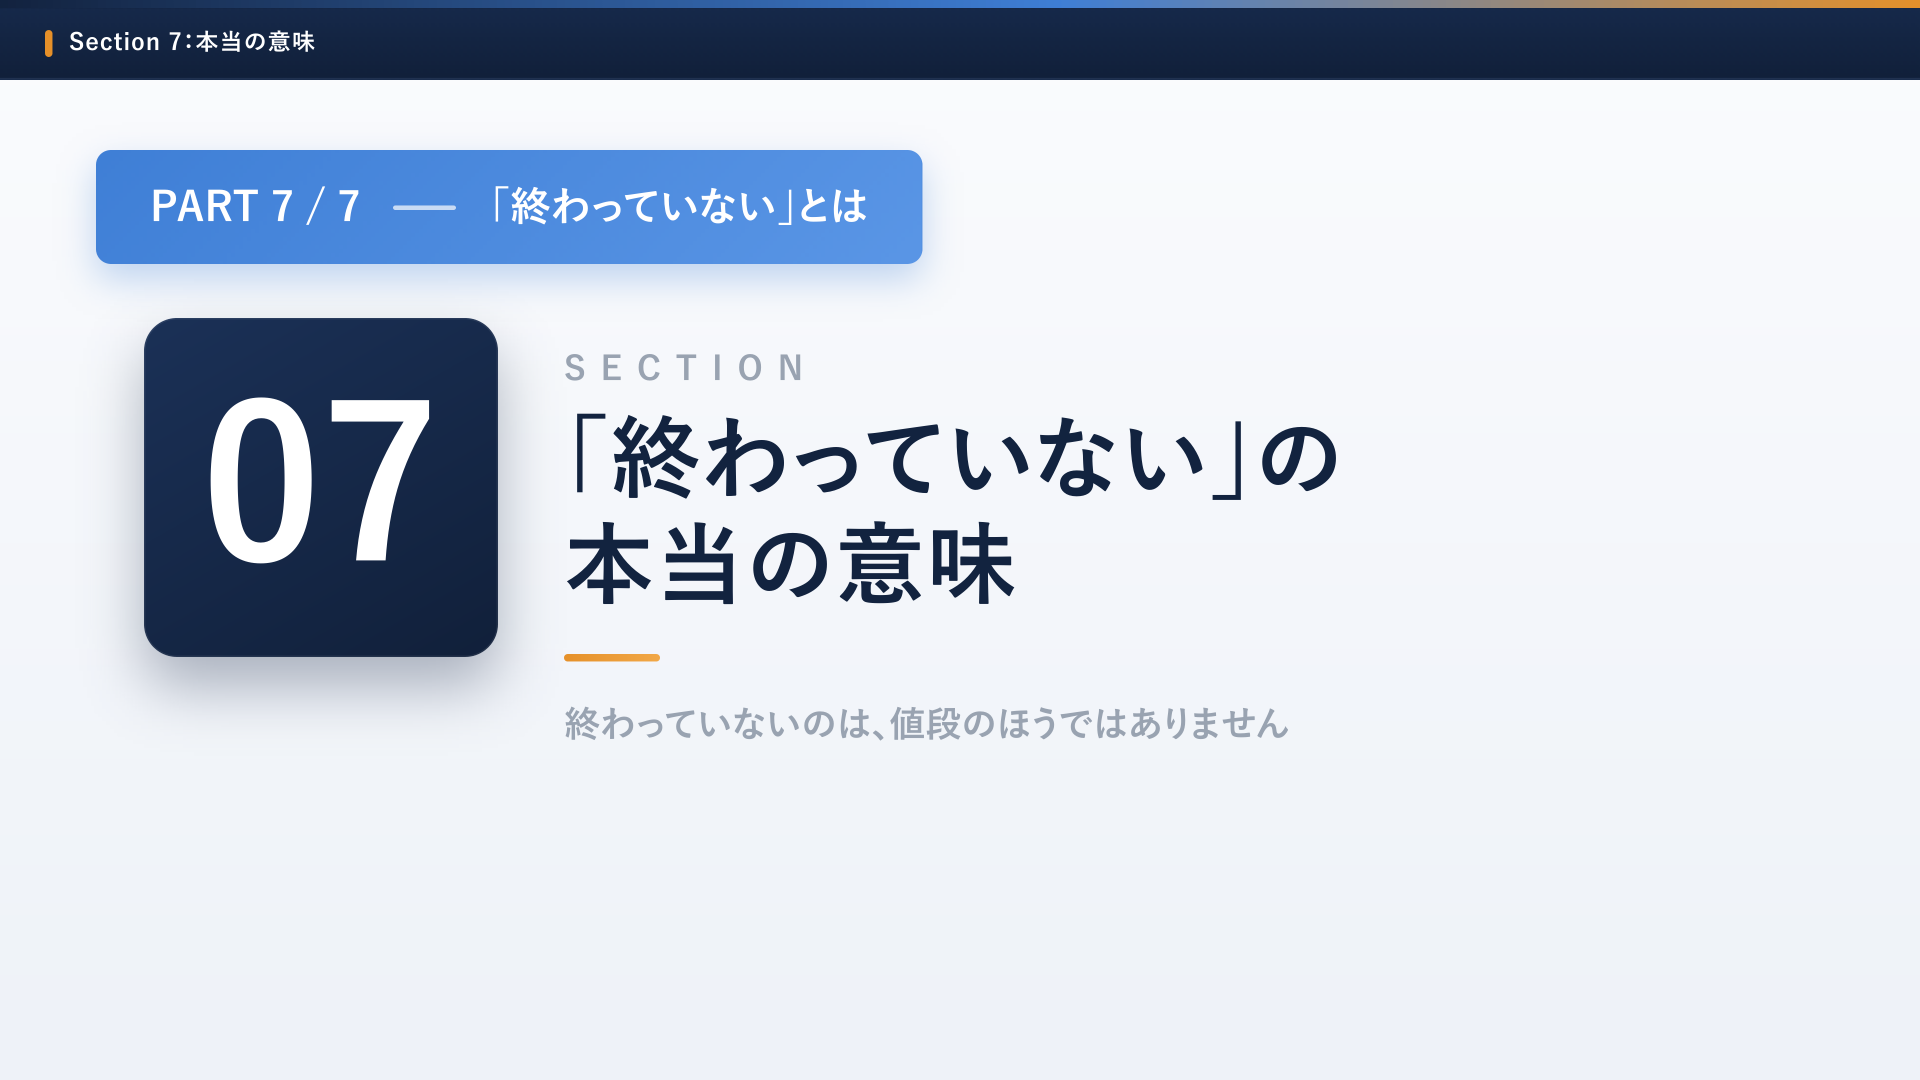 Section 7：本当の意味
PART 7 / 7 ― 「終わっていない」とは
07
SECTION
「終わっていない」の
本当の意味
終わっていないのは、値段のほうではありません